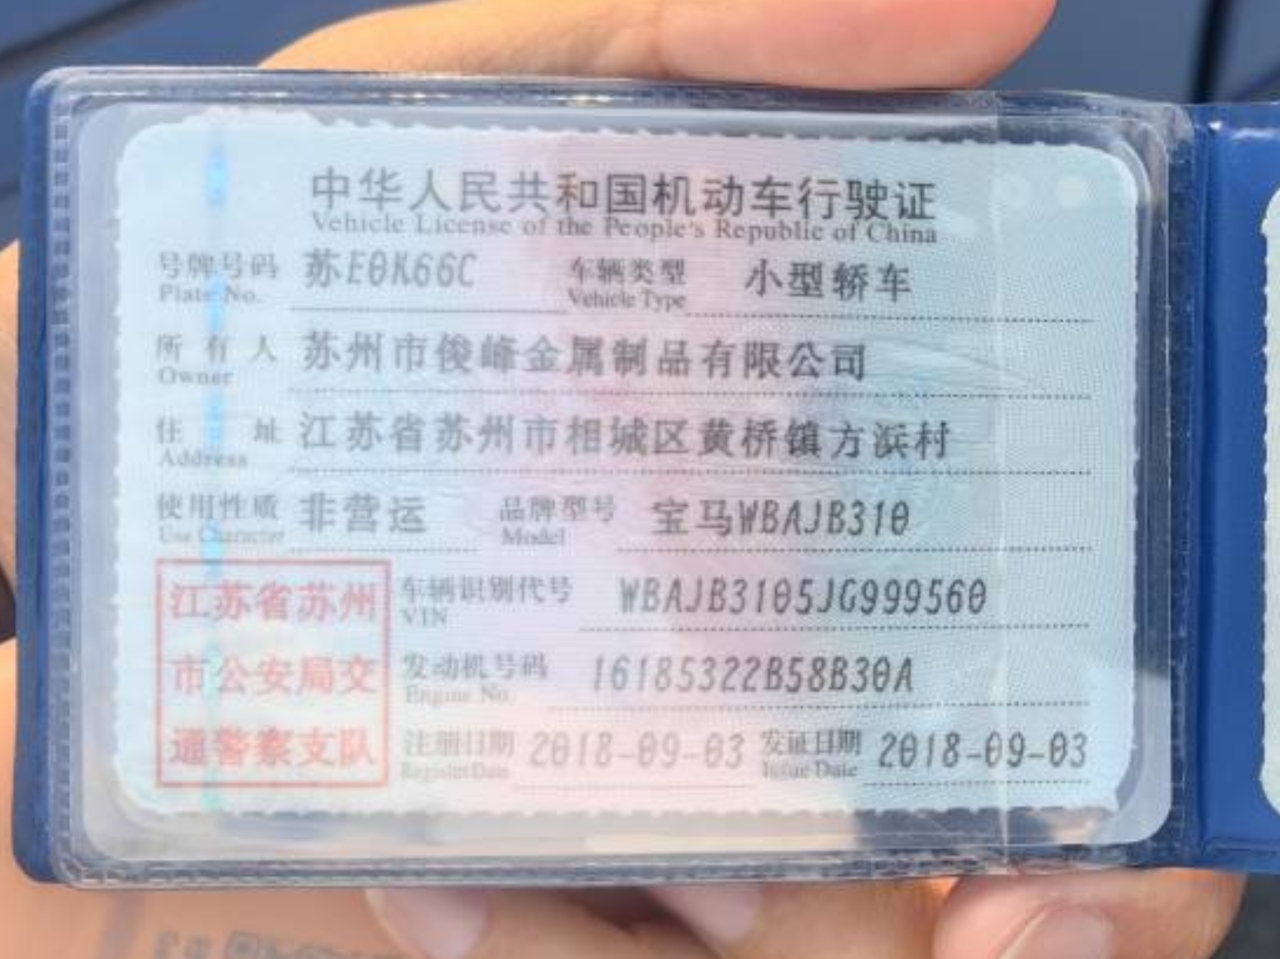 中华人民共和国机动车行驶证
Vehicle License of the People's Republic of China
号牌号码 苏E0K66C 车辆类型 小型轿车
Plate No. Vehicle Type
所有人 苏州市俊峰金属制品有限公司
Owner
住址 江苏省苏州市相城区黄桥镇方浜村
Address
使用性质 非营运 品牌型号 宝马WBAJB310
Use Character Model
江苏省苏州 车辆识别代号 WBAJB3105JG999560
VIN
市公安局交 发动机号码 16185322B58B30A
Engine No.
通警察支队 注册日期 2018-09-03 发证日期 2018-09-03
Register Date Issue Date